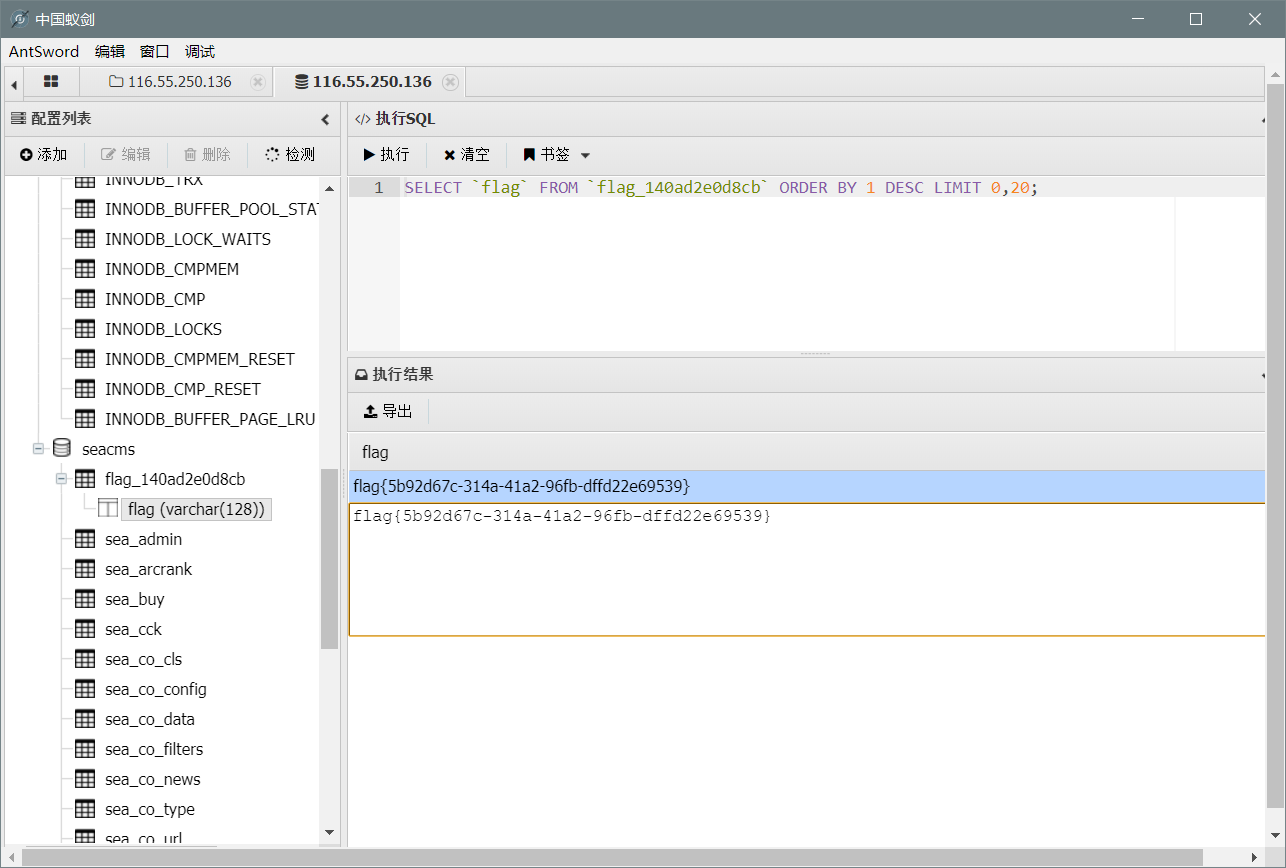 中国蚁剑
AntSword 编辑 窗口 调试
116.55.250.136 116.55.250.136
配置列表
添加 编辑 删除 检测
INNODB_TRX
INNODB_BUFFER_POOL_STAT
INNODB_LOCK_WAITS
INNODB_CMPMEM
INNODB_CMP
INNODB_LOCKS
INNODB_CMPMEM_RESET
INNODB_CMP_RESET
INNODB_BUFFER_PAGE_LRU
seacms
flag_140ad2e0d8cb
flag (varchar(128))
sea_admin
sea_arcrank
sea_buy
sea_cck
sea_co_cls
sea_co_config
sea_co_data
sea_co_filters
sea_co_news
sea_co_type
sea_co_url
</> 执行SQL
执行 清空 书签
1 SELECT `flag` FROM `flag_140ad2e0d8cb` ORDER BY 1 DESC LIMIT 0,20;
执行结果
导出
flag
flag{5b92d67c-314a-41a2-96fb-dffd22e69539}
flag{5b92d67c-314a-41a2-96fb-dffd22e69539}